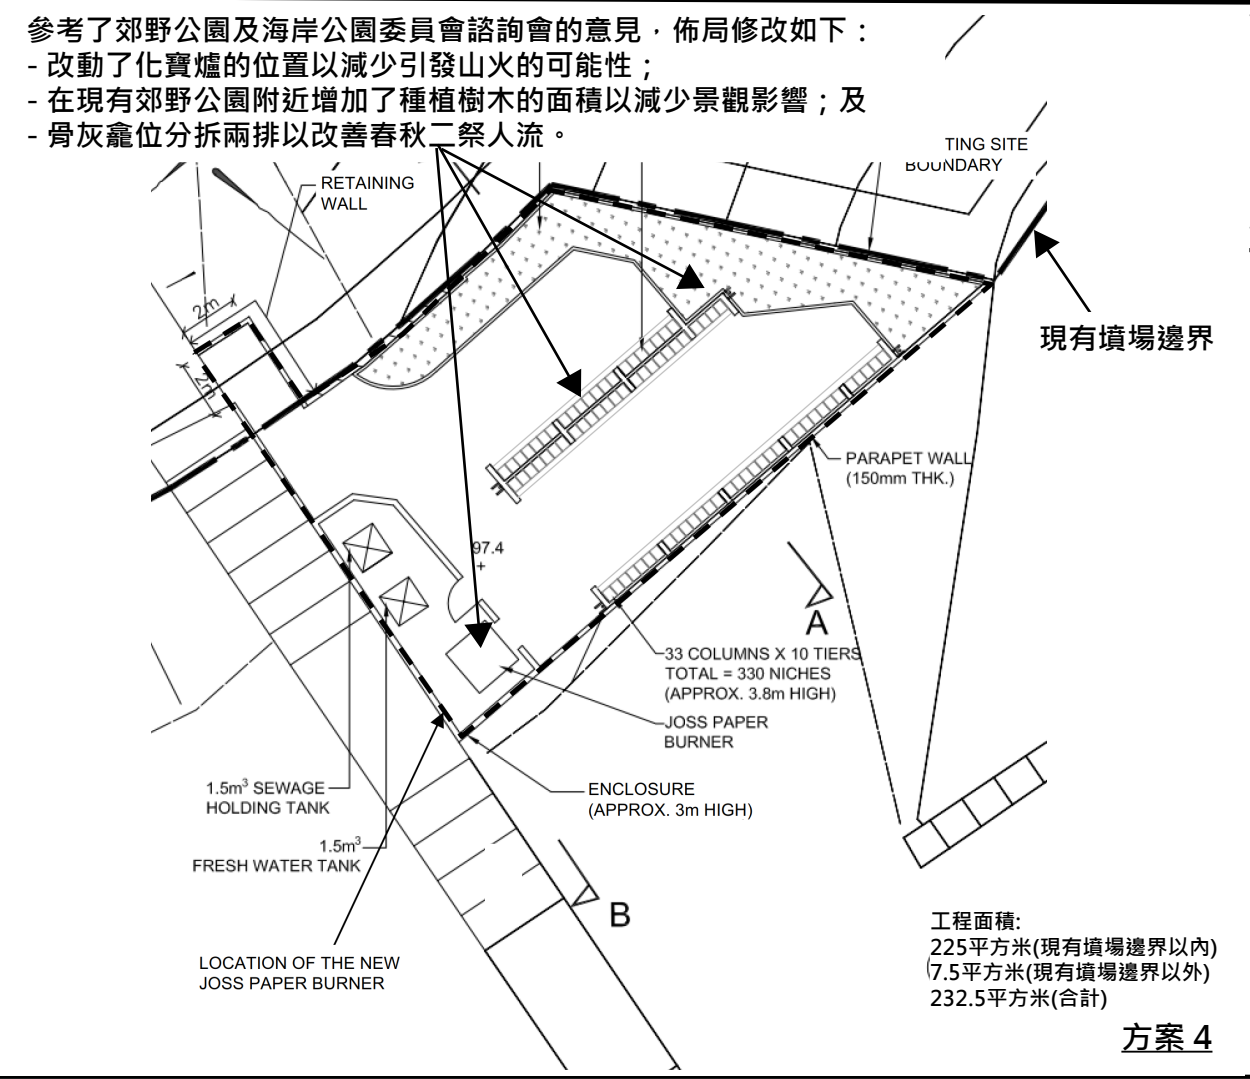 參考了郊野公園及海岸公園委員會諮詢會的意見，佈局修改如下：
- 改動了化寶爐的位置以減少引發山火的可能性；
- 在現有郊野公園附近增加了種植樹木的面積以減少景觀影響；及
- 骨灰龕位分拆兩排以改善春秋二祭人流。
TING SITE
BOUNDARY
RETAINING
WALL
2m
2m
現有墳場邊界
PARAPET WALL
(150mm THK.)
97.4
+
A
33 COLUMNS X 10 TIERS
TOTAL = 330 NICHES
(APPROX. 3.8m HIGH)
JOSS PAPER
BURNER
1.5m³ SEWAGE
HOLDING TANK
ENCLOSURE
(APPROX. 3m HIGH)
1.5m³
FRESH WATER TANK
B
LOCATION OF THE NEW
JOSS PAPER BURNER
工程面積:
225平方米(現有墳場邊界以內)
7.5平方米(現有墳場邊界以外)
232.5平方米(合計)
方案 4